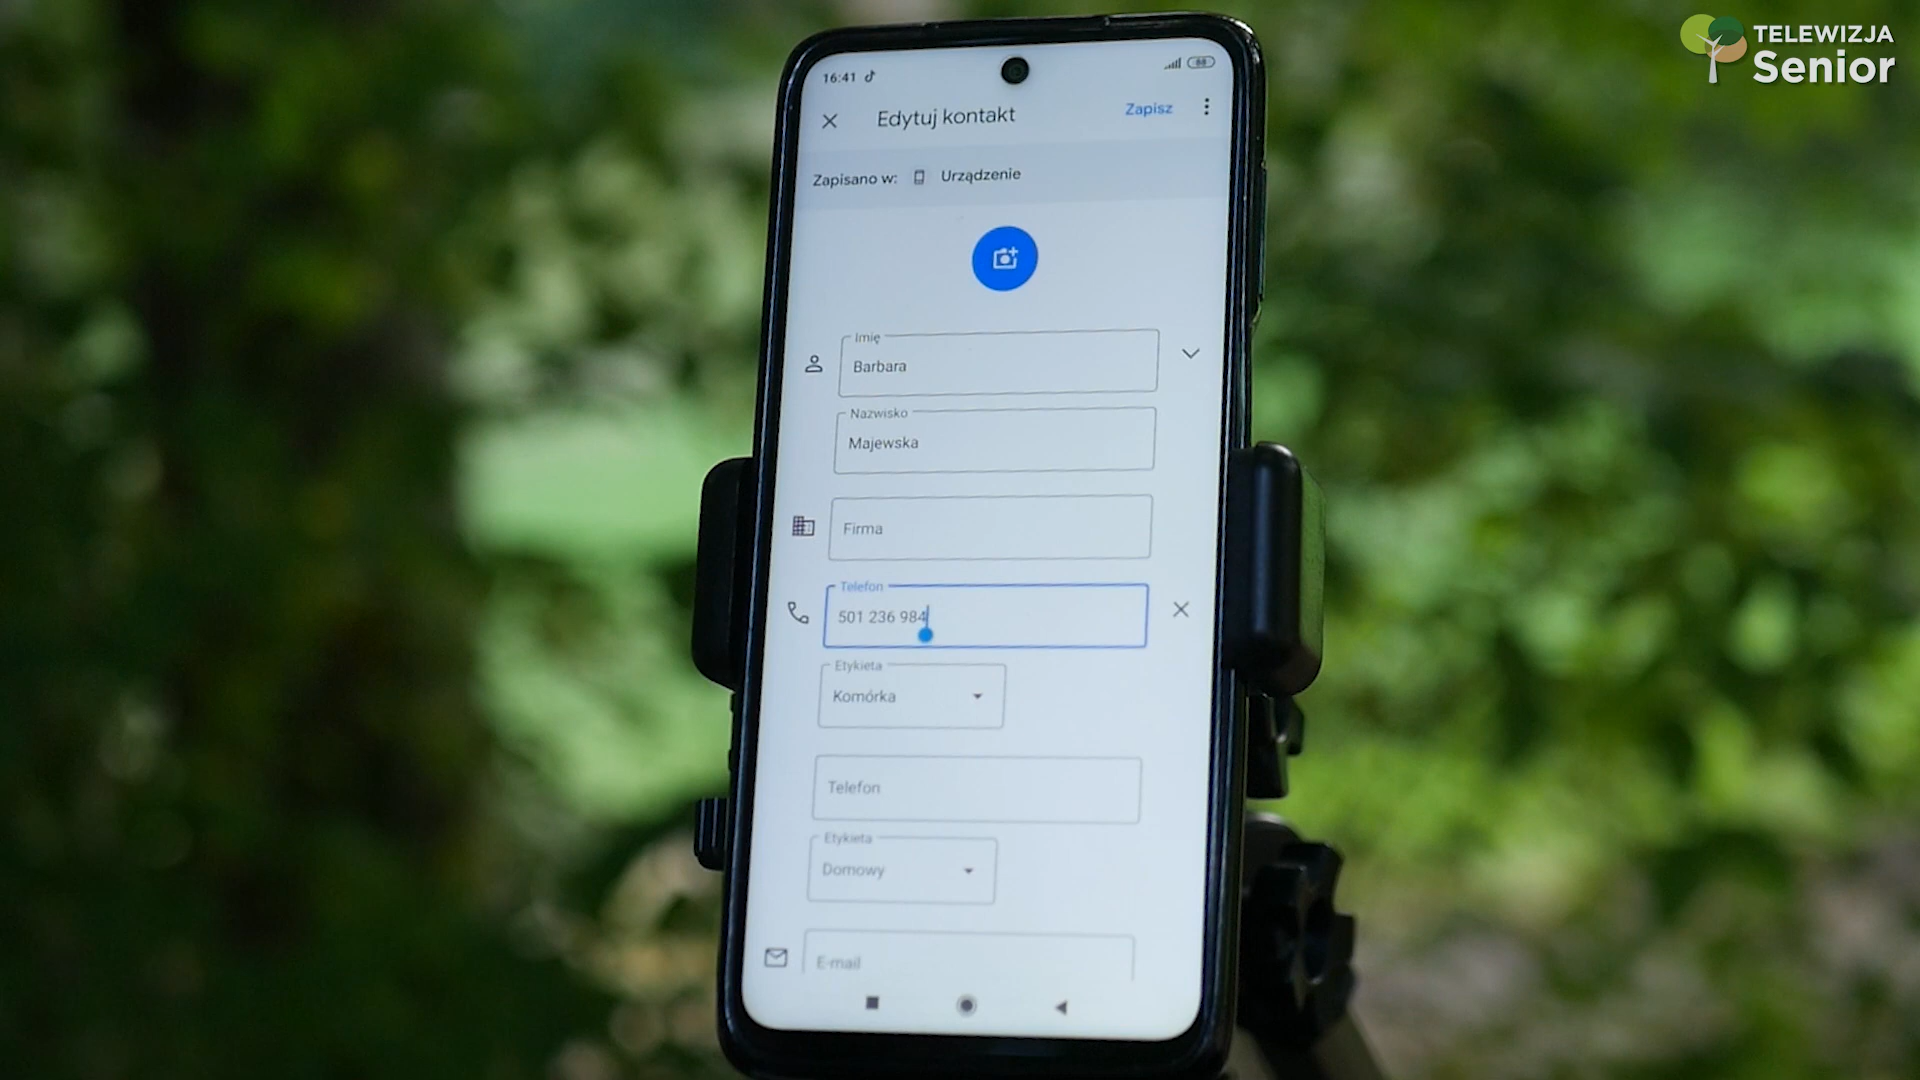 TELEWIZJA
Senior
16:41
88
Edytuj kontakt
Zapisz
Zapisano w: Urządzenie
Imię
Barbara
Nazwisko
Majewska
Firma
Telefon
501 236 984
Etykieta
Komórka
Telefon
Etykieta
Domowy
E-mail